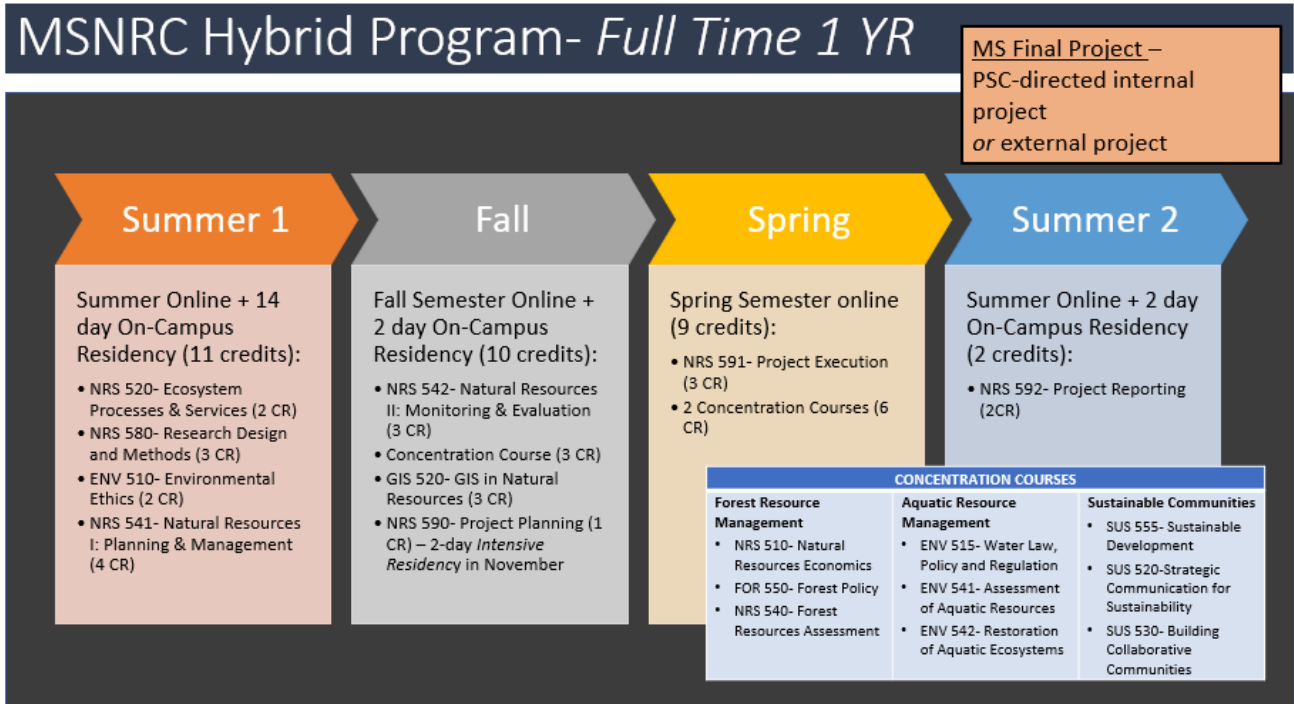 MSNRC Hybrid Program- Full Time 1 YR
MS Final Project –
PSC-directed internal
project
or external project
Summer 1
Summer Online + 14
day On-Campus
Residency (11 credits):
• NRS 520- Ecosystem
Processes & Services (2 CR)
• NRS 580- Research Design
and Methods (3 CR)
• ENV 510- Environmental
Ethics (2 CR)
• NRS 541- Natural Resources
I: Planning & Management
(4 CR)
Fall
Fall Semester Online +
2 day On-Campus
Residency (10 credits):
• NRS 542- Natural Resources
II: Monitoring & Evaluation
(3 CR)
• Concentration Course (3 CR)
• GIS 520- GIS in Natural
Resources (3 CR)
• NRS 590- Project Planning (1
CR) – 2-day Intensive
Residency in November
Spring
Spring Semester online
(9 credits):
• NRS 591- Project Execution
(3 CR)
• 2 Concentration Courses (6
CR)
Summer 2
Summer Online + 2 day
On-Campus Residency
(2 credits):
• NRS 592- Project Reporting
(2CR)
CONCENTRATION COURSES
Forest Resource
Management
• NRS 510- Natural
Resources Economics
• FOR 550- Forest Policy
• NRS 540- Forest
Resources Assessment
Aquatic Resource
Management
• ENV 515- Water Law,
Policy and Regulation
• ENV 541- Assessment
of Aquatic Resources
• ENV 542- Restoration
of Aquatic Ecosystems
Sustainable Communities
• SUS 555- Sustainable
Development
• SUS 520-Strategic
Communication for
Sustainability
• SUS 530- Building
Collaborative
Communities